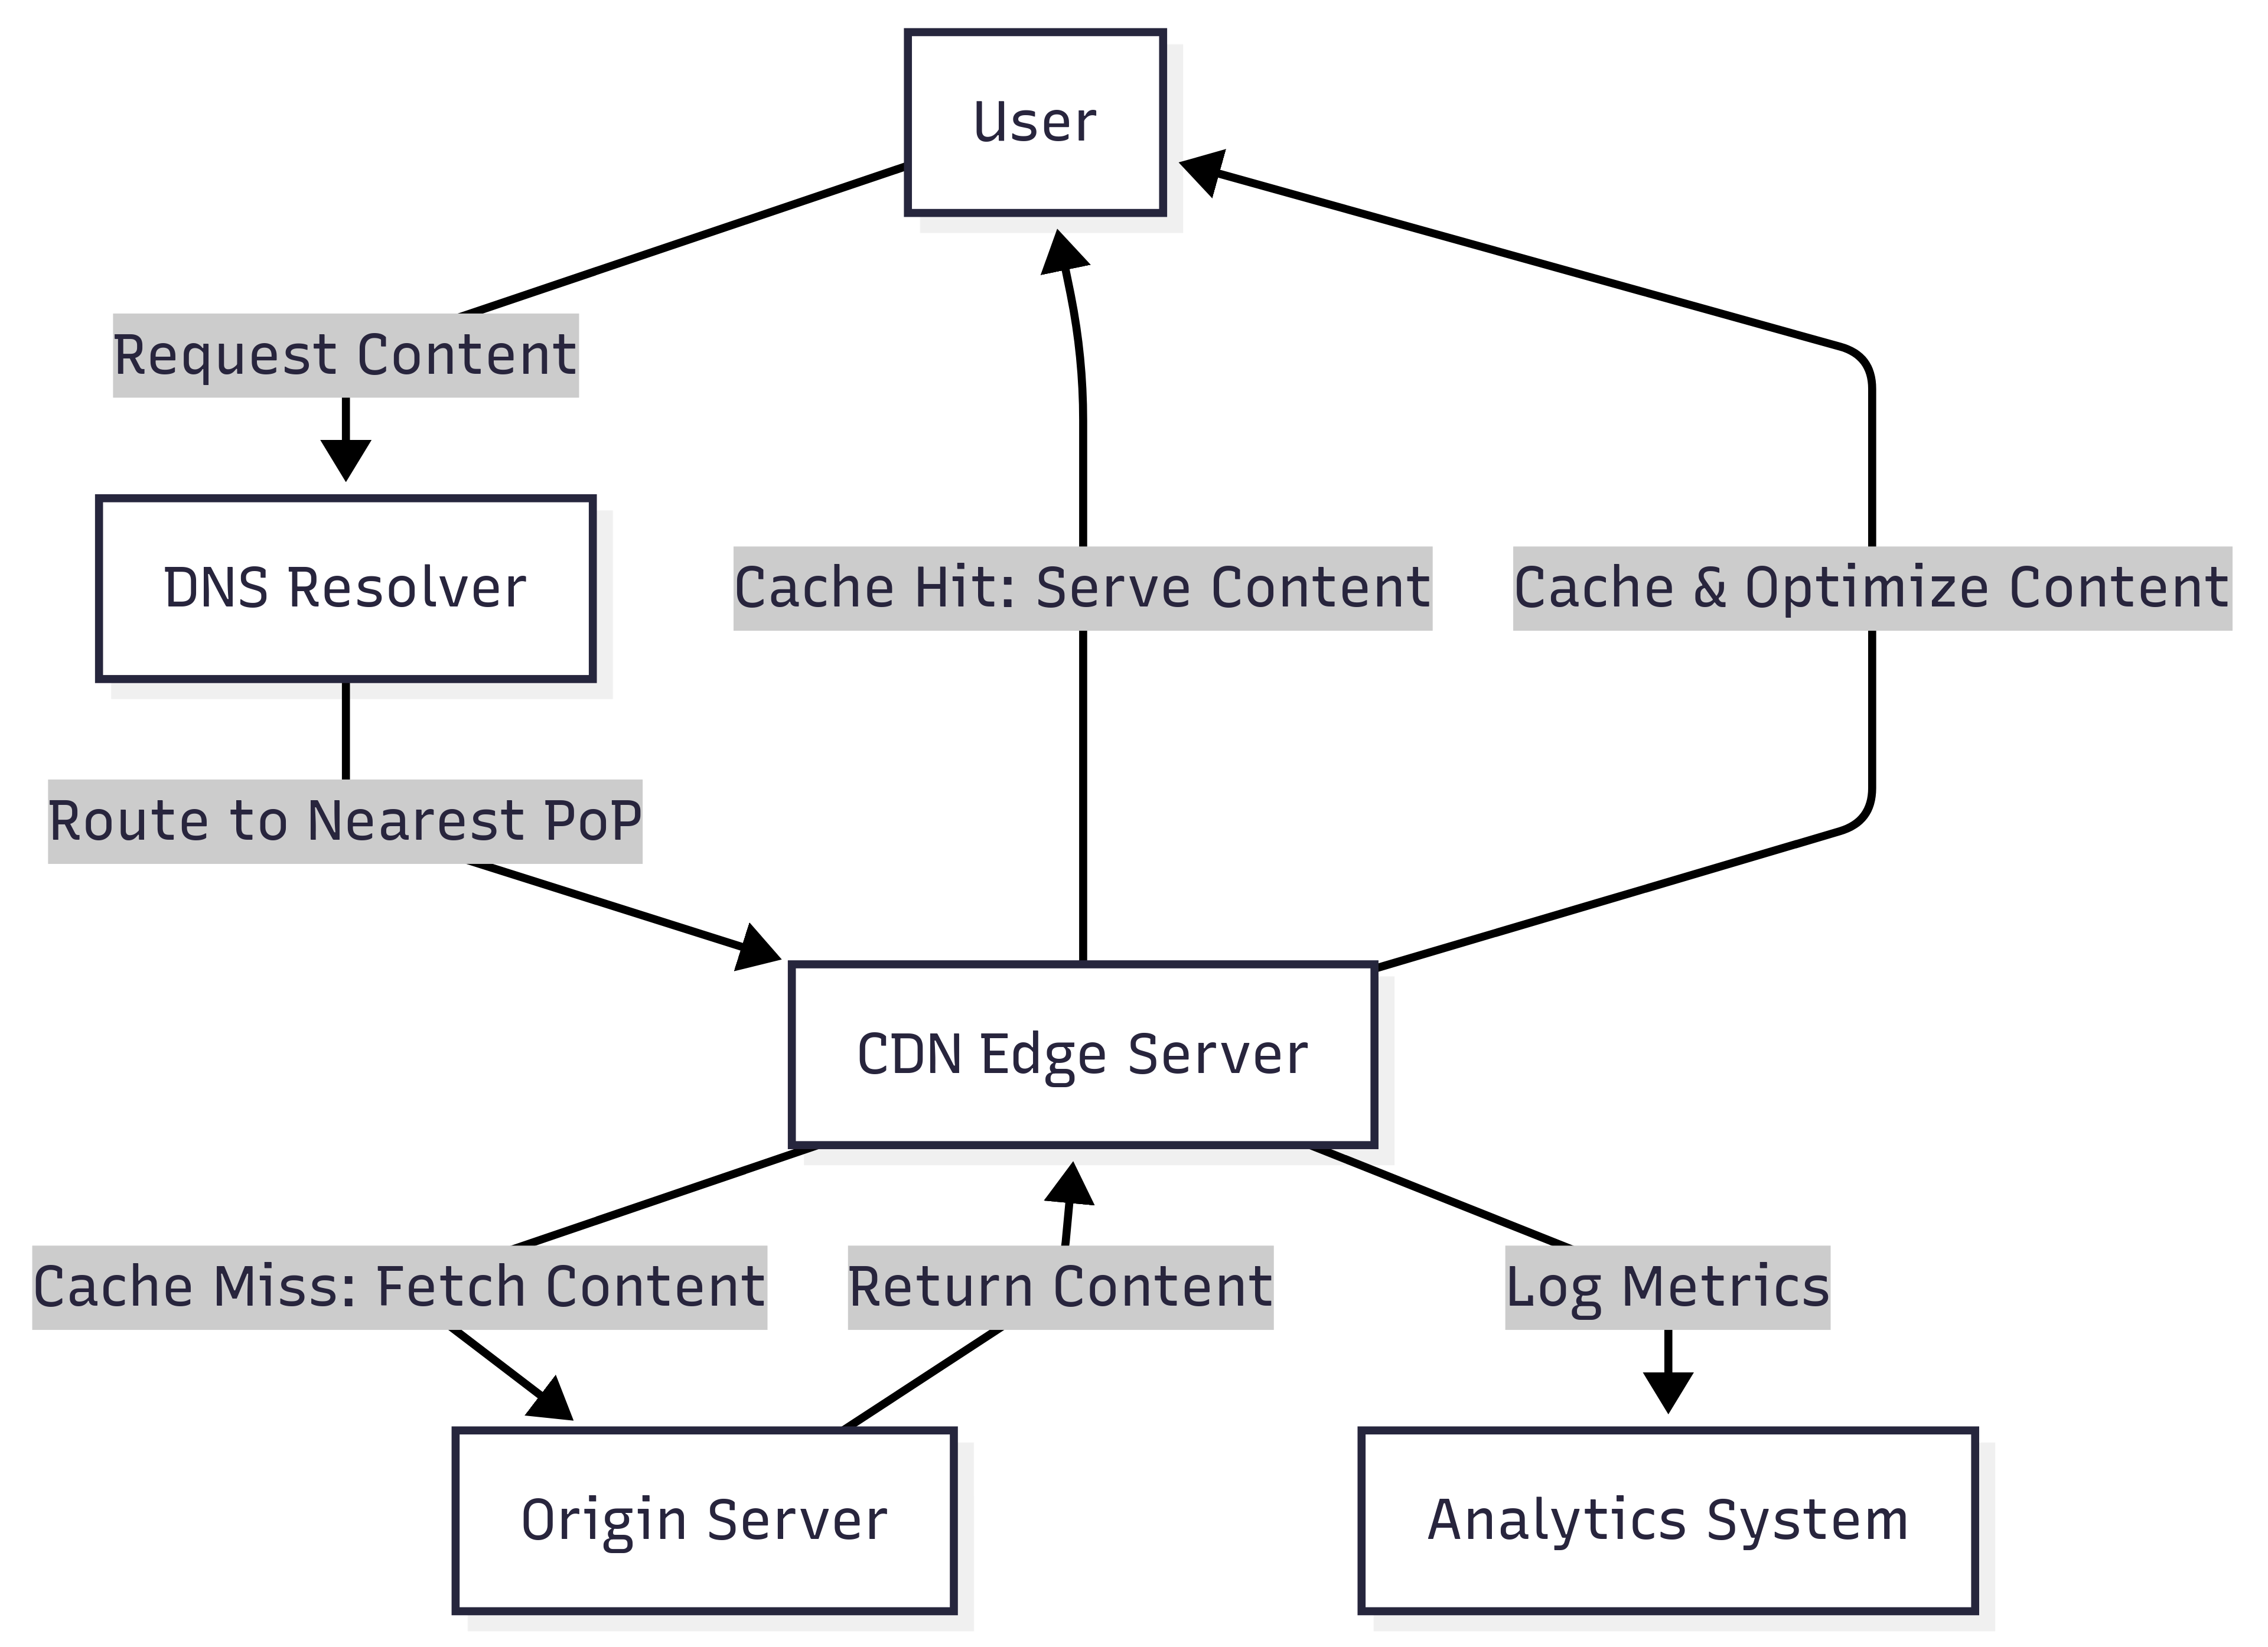 User
Request Content
DNS Resolver
Cache Hit: Serve Content
Cache & Optimize Content
Route to Nearest PoP
CDN Edge Server
Cache Miss: Fetch Content
Return Content
Log Metrics
Origin Server
Analytics System